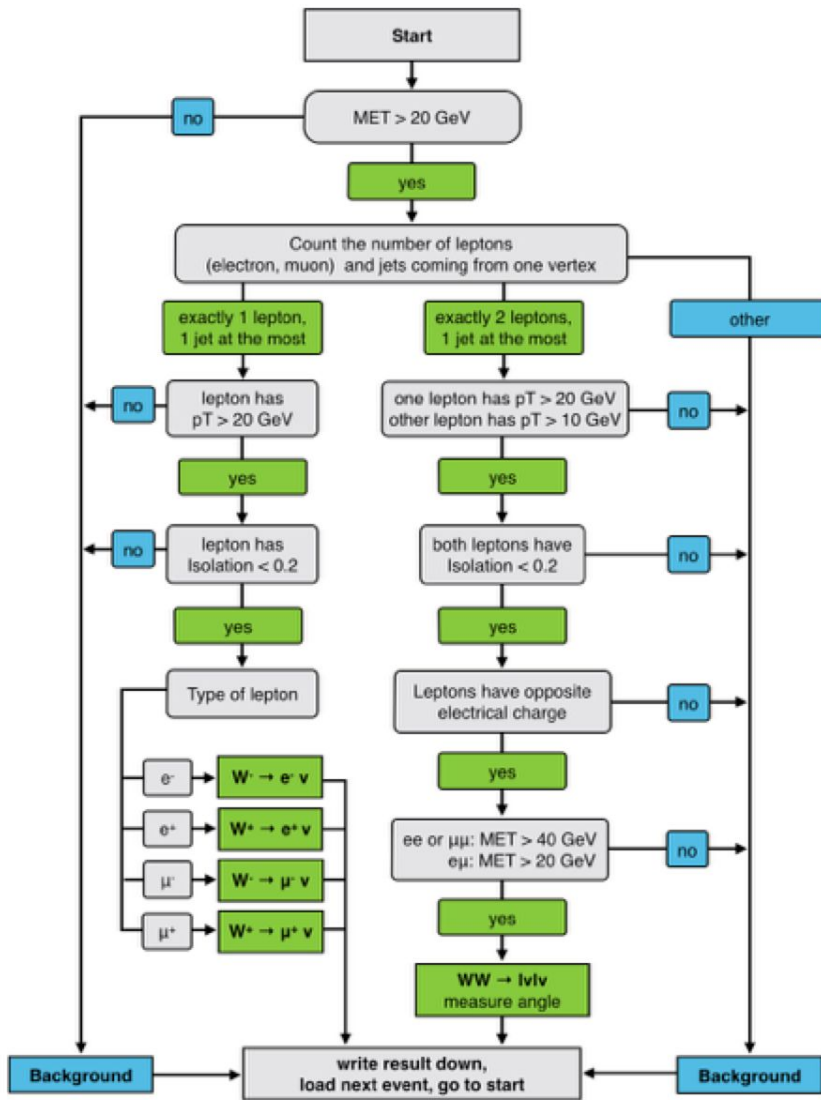 Start
no
MET > 20 GeV
yes
Count the number of leptons
(electron, muon) and jets coming from one vertex
exactly 1 lepton,
1 jet at the most
exactly 2 leptons,
1 jet at the most
other
no
lepton has
pT > 20 GeV
one lepton has pT > 20 GeV
other lepton has pT > 10 GeV
no
yes
yes
no
lepton has
Isolation < 0.2
both leptons have
Isolation < 0.2
no
yes
yes
Type of lepton
Leptons have opposite
electrical charge
no
e⁻
W⁻ → e⁻ ν
yes
e⁺
W⁺ → e⁺ ν
ee or μμ: MET > 40 GeV
eμ: MET > 20 GeV
no
μ⁻
W⁻ → μ⁻ ν
μ⁺
W⁺ → μ⁺ ν
yes
WW → lνlν
measure angle
Background
write result down,
load next event, go to start
Background